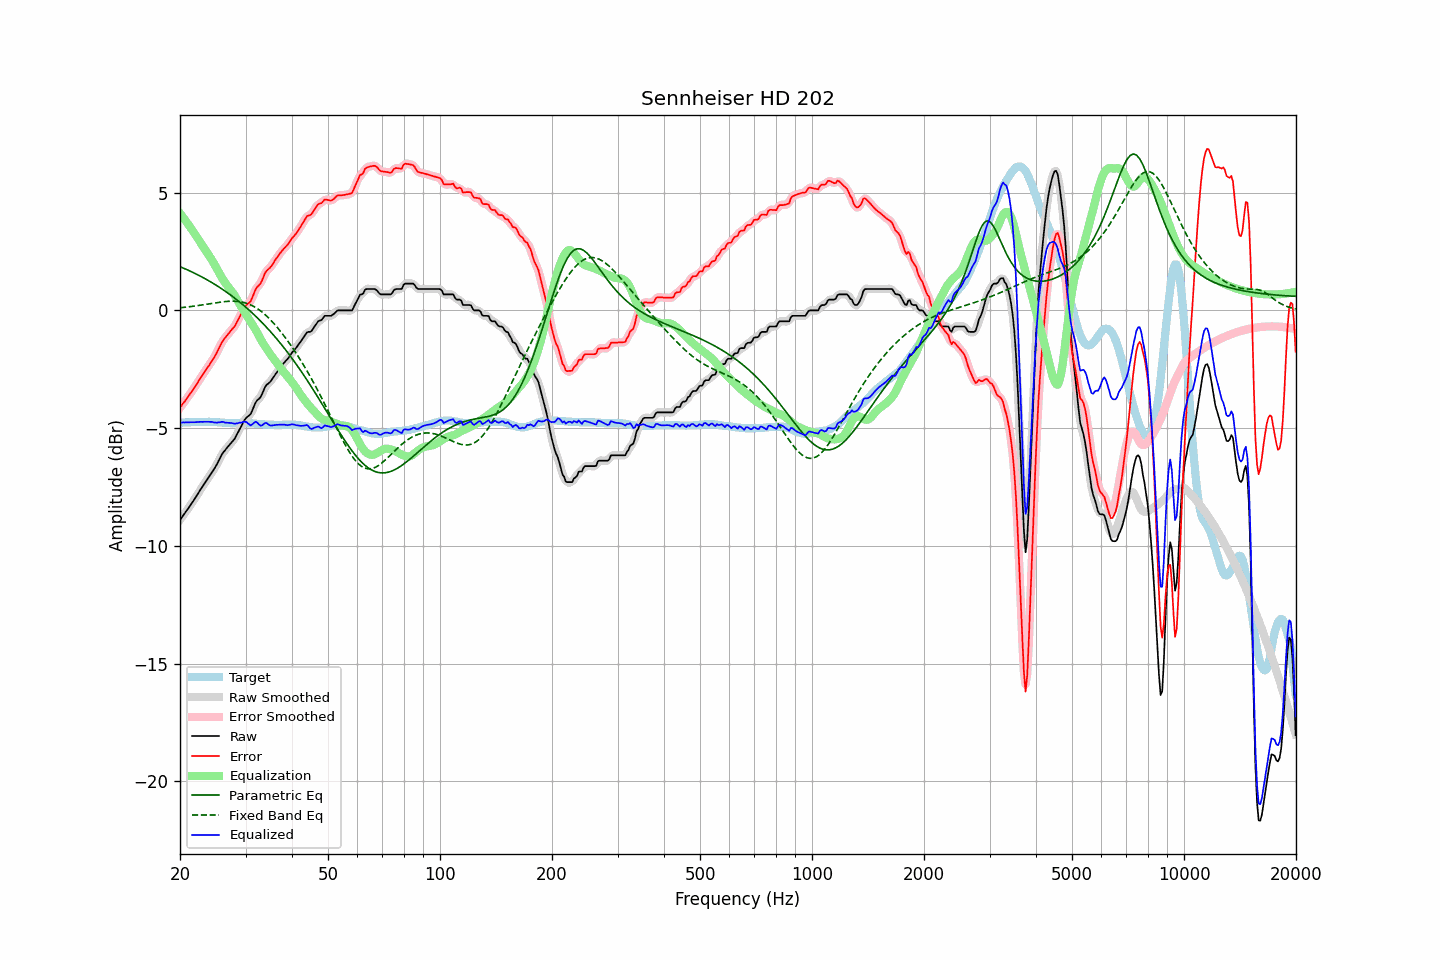 Sennheiser HD 202
Amplitude (dBr)
5
0
−5
−10
−15
−20
Target
Raw Smoothed
Error Smoothed
Raw
Error
Equalization
Parametric Eq
Fixed Band Eq
Equalized
20 50 100 200 500 1000 2000 5000 10000 20000
Frequency (Hz)